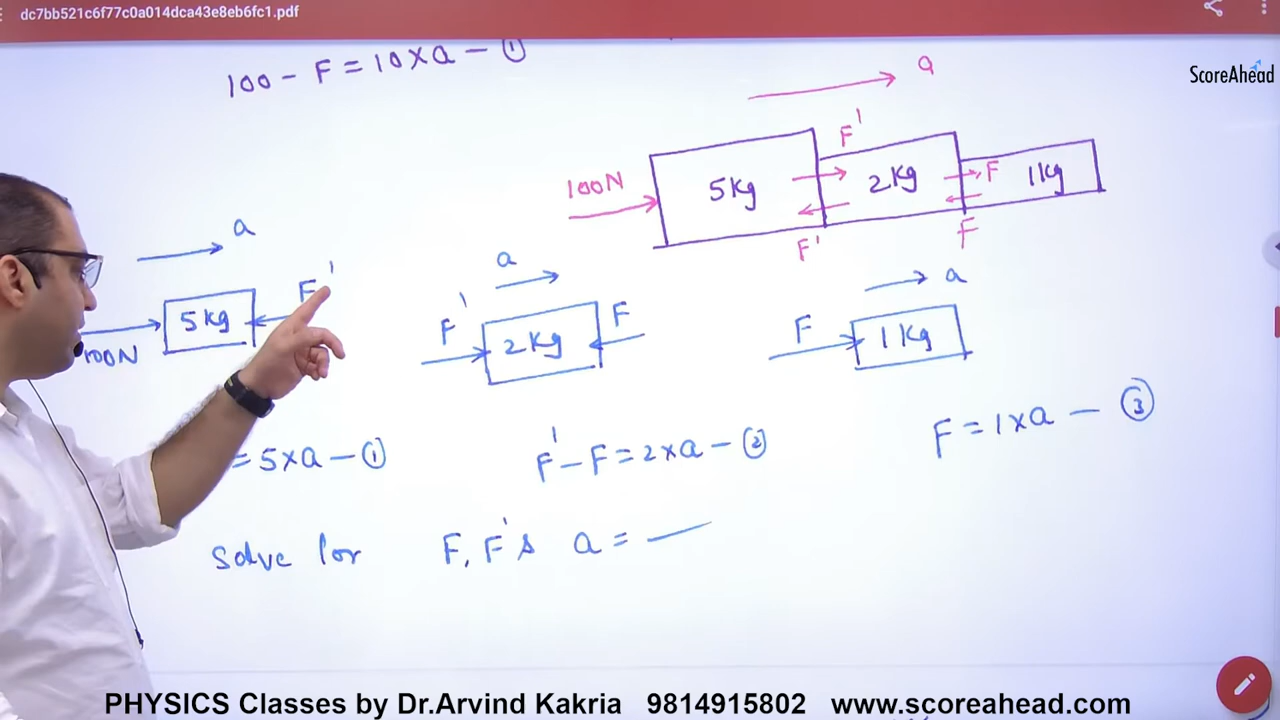 dc7bb521c6f77c0a014dca43e8eb6fc1.pdf
ScoreAhead
100 - F = 10 × a - ①
a
100N
5kg
F'
2kg
F
1kg
F'
F
a
100N
5kg
F'
a
F'
2kg
F
a
F
1kg
= 5 × a - ①
F' - F = 2 × a - ②
F = 1 × a - ③
Solve for F, F' & a = —
PHYSICS Classes by Dr.Arvind Kakria 9814915802 www.scoreahead.com